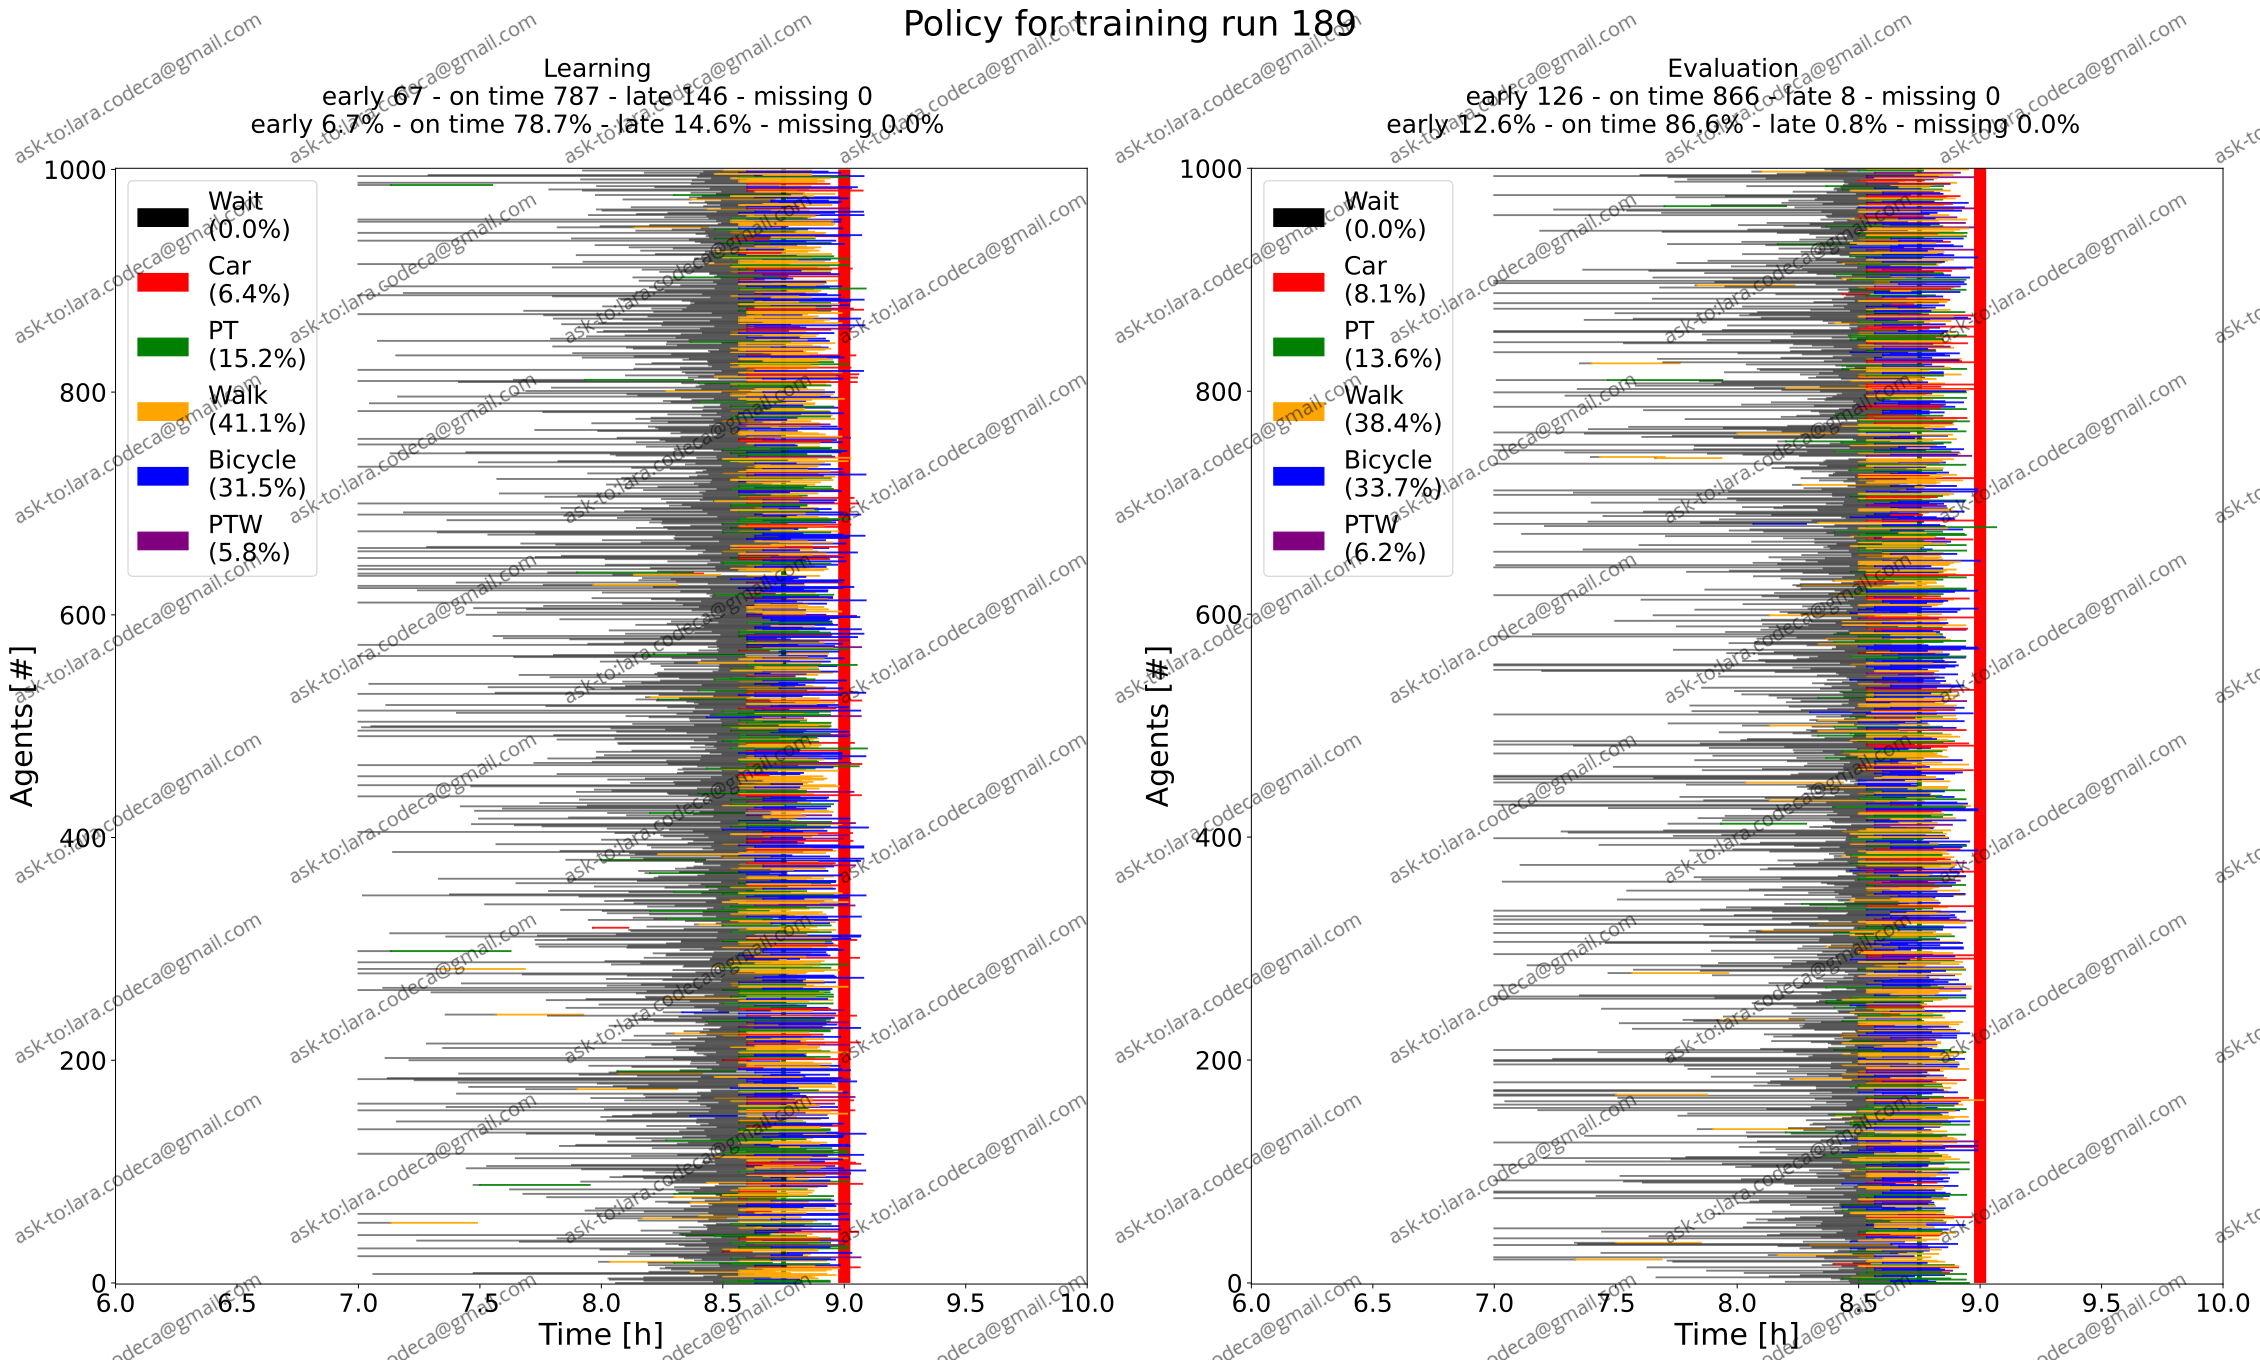 Policy for training run 189
Learning
early 67 - on time 787 - late 146 - missing 0
early 6.7% - on time 78.7% - late 14.6% - missing 0.0%
Wait
(0.0%)
Car
(6.4%)
PT
(15.2%)
Walk
(41.1%)
Bicycle
(31.5%)
PTW
(5.8%)
Agents [#]
1000
800
600
400
200
0
6.0 6.5 7.0 7.5 8.0 8.5 9.0 9.5 10.0
Time [h]
Evaluation
early 126 - on time 866 - late 8 - missing 0
early 12.6% - on time 86.6% - late 0.8% - missing 0.0%
Wait
(0.0%)
Car
(8.1%)
PT
(13.6%)
Walk
(38.4%)
Bicycle
(33.7%)
PTW
(6.2%)
Agents [#]
1000
800
600
400
200
0
6.0 6.5 7.0 7.5 8.0 8.5 9.0 9.5 10.0
Time [h]
ask-to:lara.codeca@gmail.com